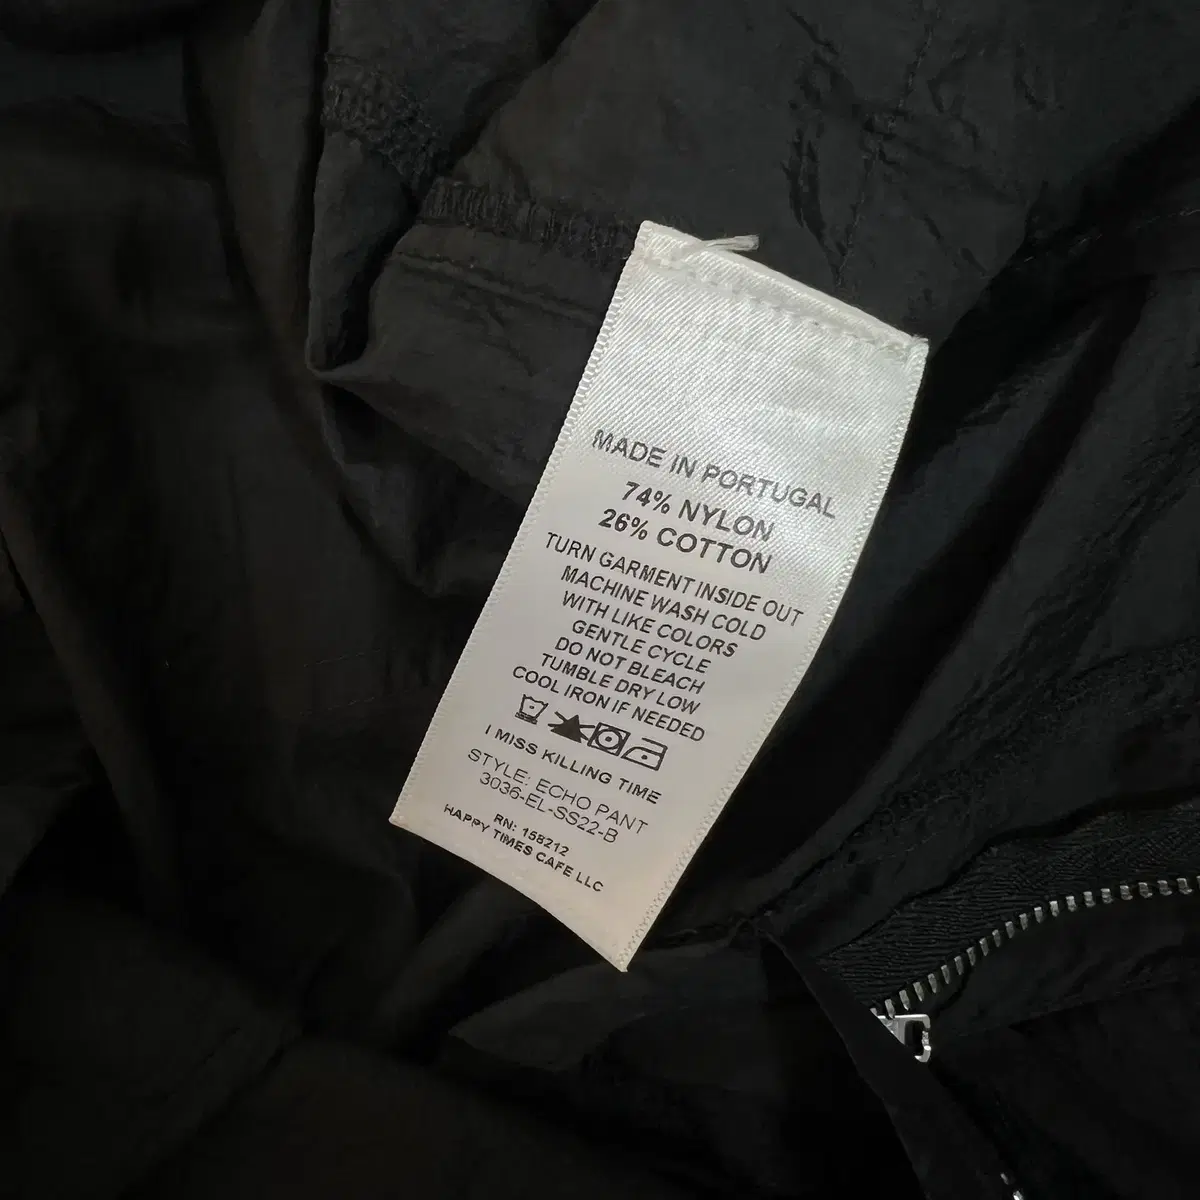 MADE IN PORTUGAL
74% NYLON
26% COTTON
TURN GARMENT INSIDE OUT
MACHINE WASH COLD
WITH LIKE COLORS
GENTLE CYCLE
DO NOT BLEACH
TUMBLE DRY LOW
COOL IRON IF NEEDED
I MISS KILLING TIME
STYLE: ECHO PANT
3036-EL-SS22-B
RN: 158212
HAPPY TIMES CAFE LLC